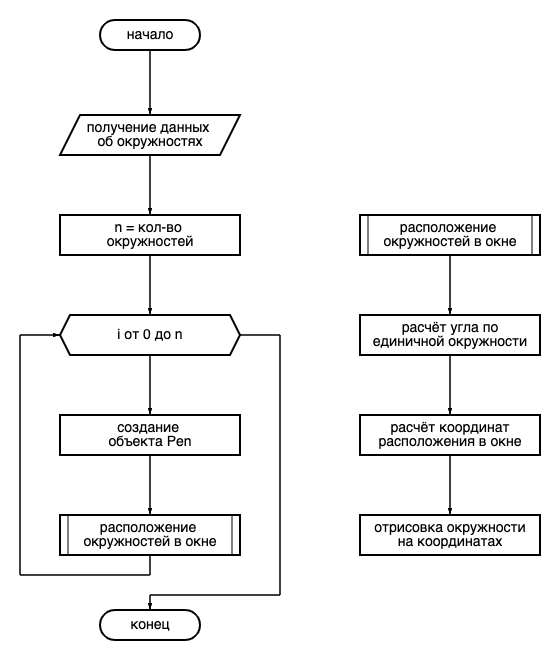 начало
получение данных
об окружностях
n = кол-во
окружностей
i от 0 до n
создание
объекта Pen
расположение
окружностей в окне
конец
расположение
окружностей в окне
расчёт угла по
единичной окружности
расчёт координат
расположения в окне
отрисовка окружности
на координатах